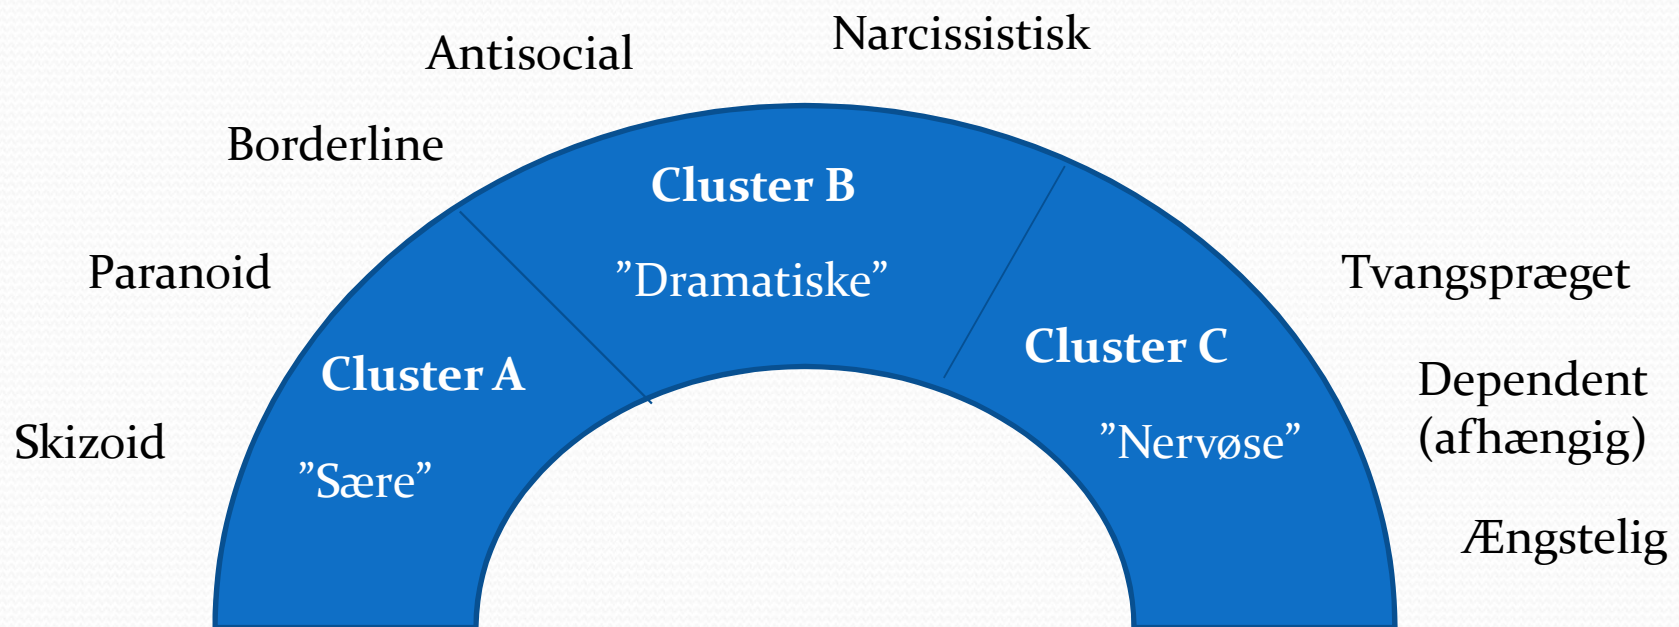 Narcissistisk
Antisocial
Borderline
Cluster B
”Dramatiske”
Paranoid
Tvangspræget
Cluster A
Cluster C
Dependent
(afhængig)
Skizoid
”Sære”
”Nervøse”
Ængstelig